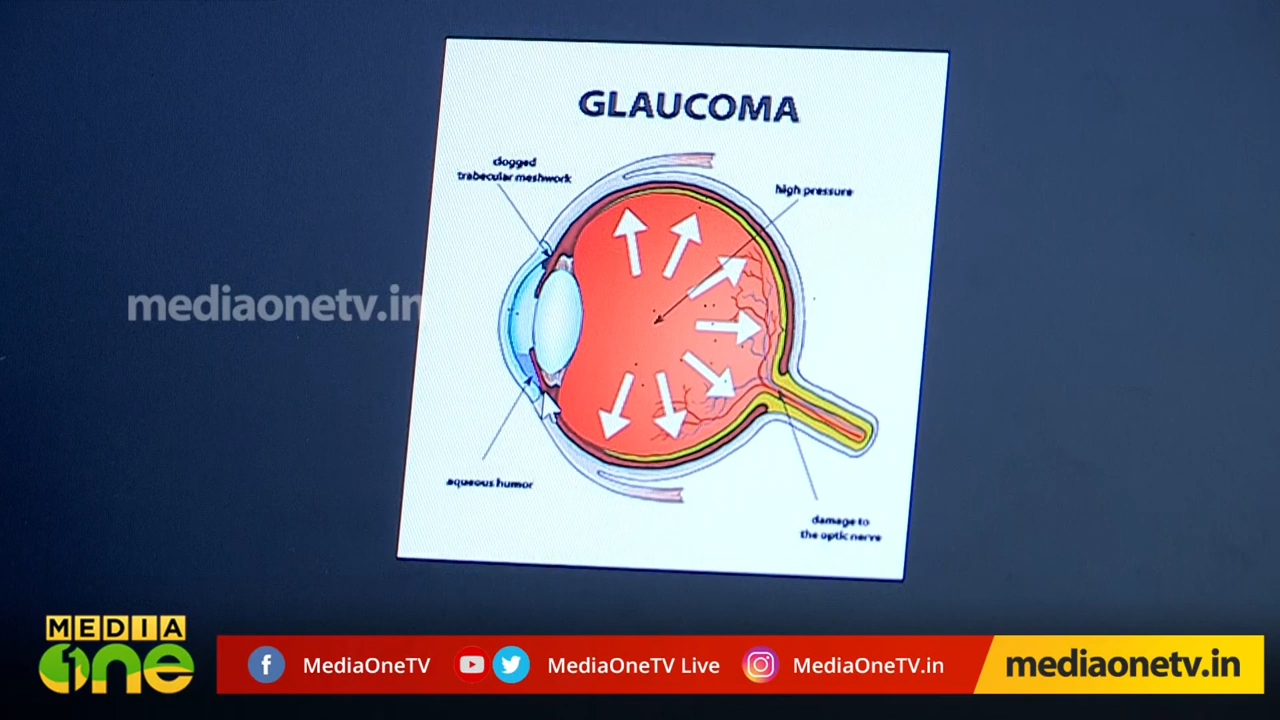 GLAUCOMA
clogged
trabecular meshwork
high pressure
mediaonetv.in
aqueous humor
damage to
the optic nerve
MEDIA
one
MediaOneTV
MediaOneTV Live
MediaOneTV.in
mediaonetv.in